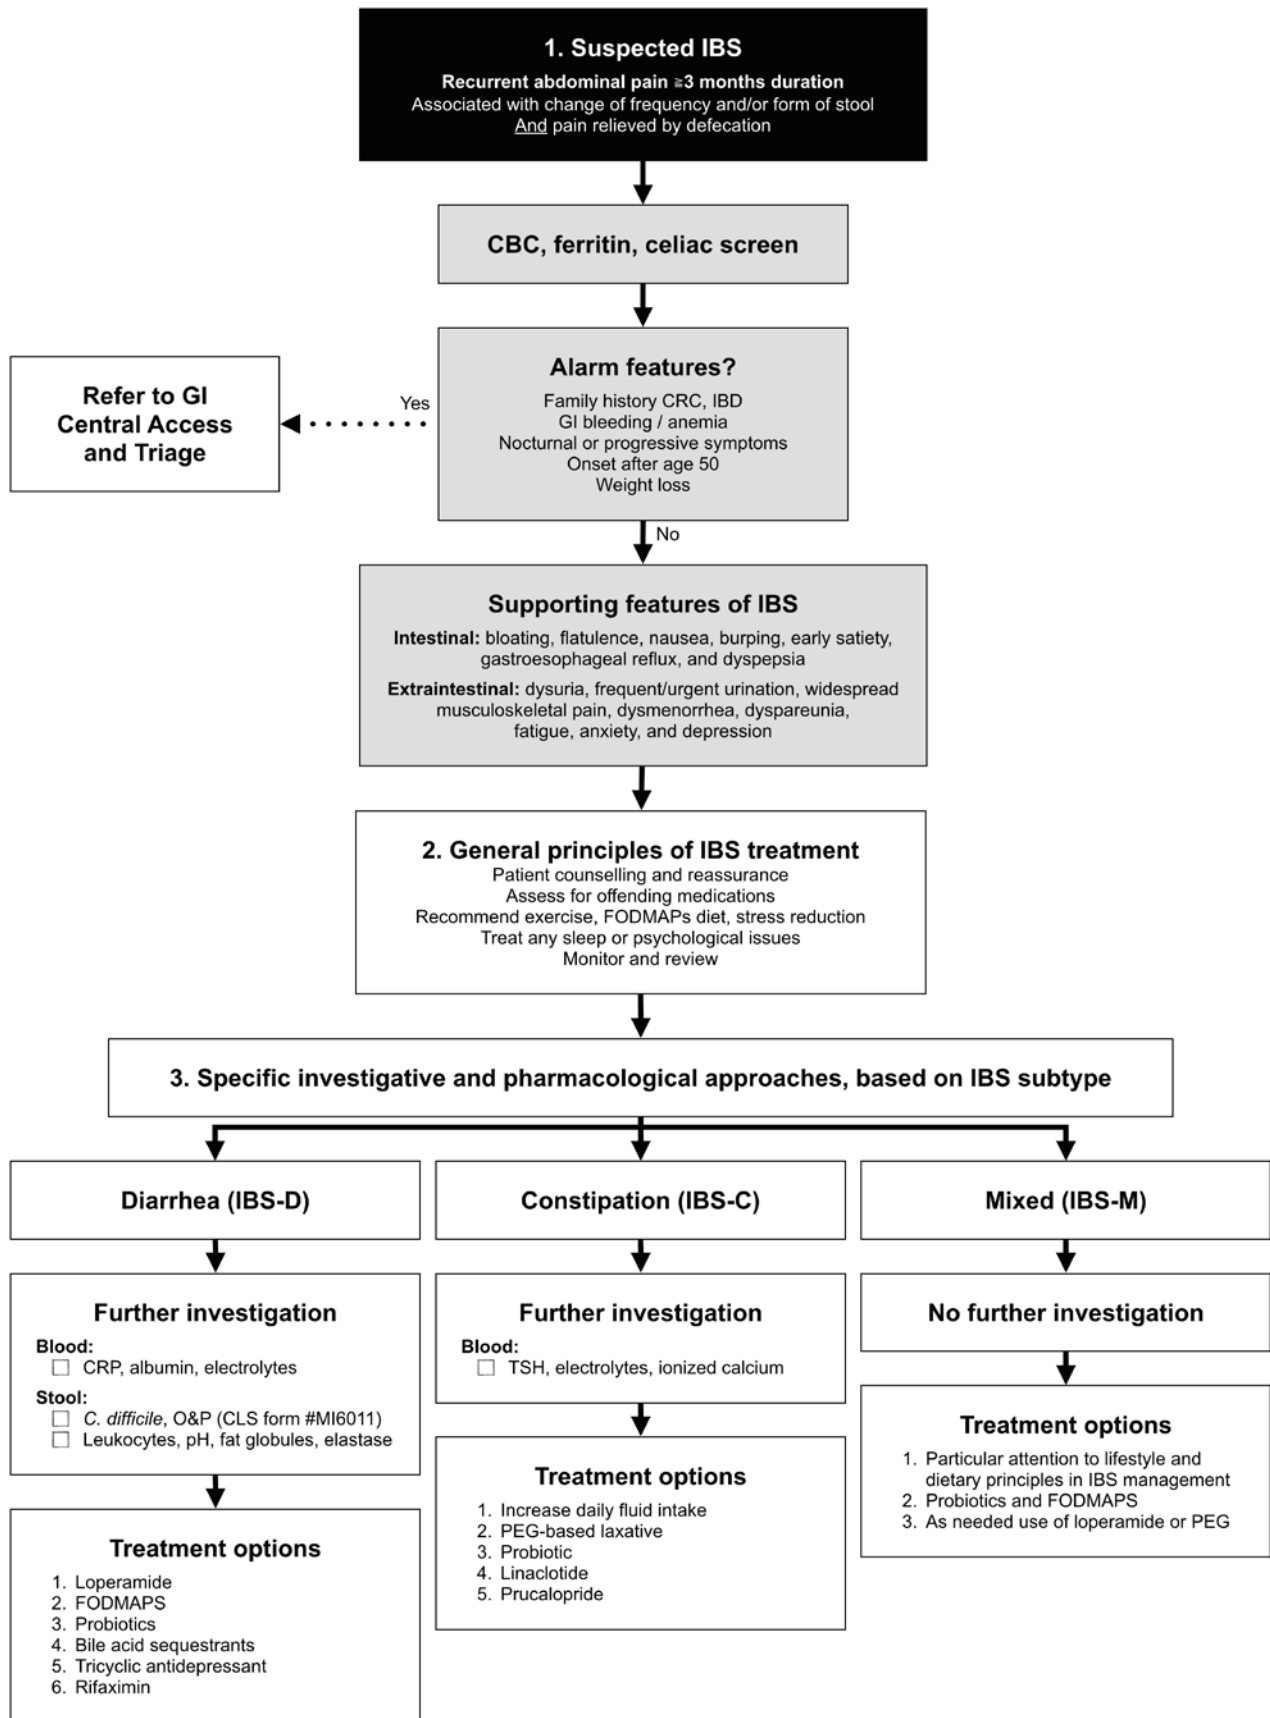 1. Suspected IBS
Recurrent abdominal pain ≧3 months duration
Associated with change of frequency and/or form of stool
And pain relieved by defecation
CBC, ferritin, celiac screen
Alarm features?
Family history CRC, IBD
GI bleeding / anemia
Nocturnal or progressive symptoms
Onset after age 50
Weight loss
Yes
Refer to GI
Central Access
and Triage
No
Supporting features of IBS
Intestinal: bloating, flatulence, nausea, burping, early satiety,
gastroesophageal reflux, and dyspepsia
Extraintestinal: dysuria, frequent/urgent urination, widespread
musculoskeletal pain, dysmenorrhea, dyspareunia,
fatigue, anxiety, and depression
2. General principles of IBS treatment
Patient counselling and reassurance
Assess for offending medications
Recommend exercise, FODMAPs diet, stress reduction
Treat any sleep or psychological issues
Monitor and review
3. Specific investigative and pharmacological approaches, based on IBS subtype
Diarrhea (IBS-D)
Further investigation
Blood:
☐ CRP, albumin, electrolytes
Stool:
☐ C. difficile, O&P (CLS form #MI6011)
☐ Leukocytes, pH, fat globules, elastase
Treatment options
1. Loperamide
2. FODMAPS
3. Probiotics
4. Bile acid sequestrants
5. Tricyclic antidepressant
6. Rifaximin
Constipation (IBS-C)
Further investigation
Blood:
☐ TSH, electrolytes, ionized calcium
Treatment options
1. Increase daily fluid intake
2. PEG-based laxative
3. Probiotic
4. Linaclotide
5. Prucalopride
Mixed (IBS-M)
No further investigation
Treatment options
1. Particular attention to lifestyle and
dietary principles in IBS management
2. Probiotics and FODMAPS
3. As needed use of loperamide or PEG